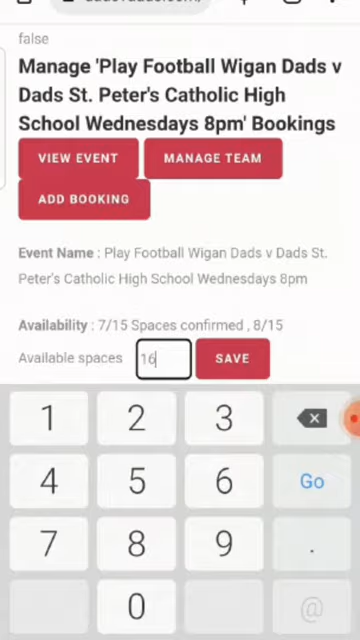 false
Manage 'Play Football Wigan Dads v
Dads St. Peter's Catholic High
School Wednesdays 8pm' Bookings
VIEW EVENT MANAGE TEAM
ADD BOOKING
Event Name : Play Football Wigan Dads v Dads St.
Peter's Catholic High School Wednesdays 8pm
Availability : 7/15 Spaces confirmed , 8/15
Available spaces 16 SAVE
1 2 3
4 5 6 Go
7 8 9 .
0 @